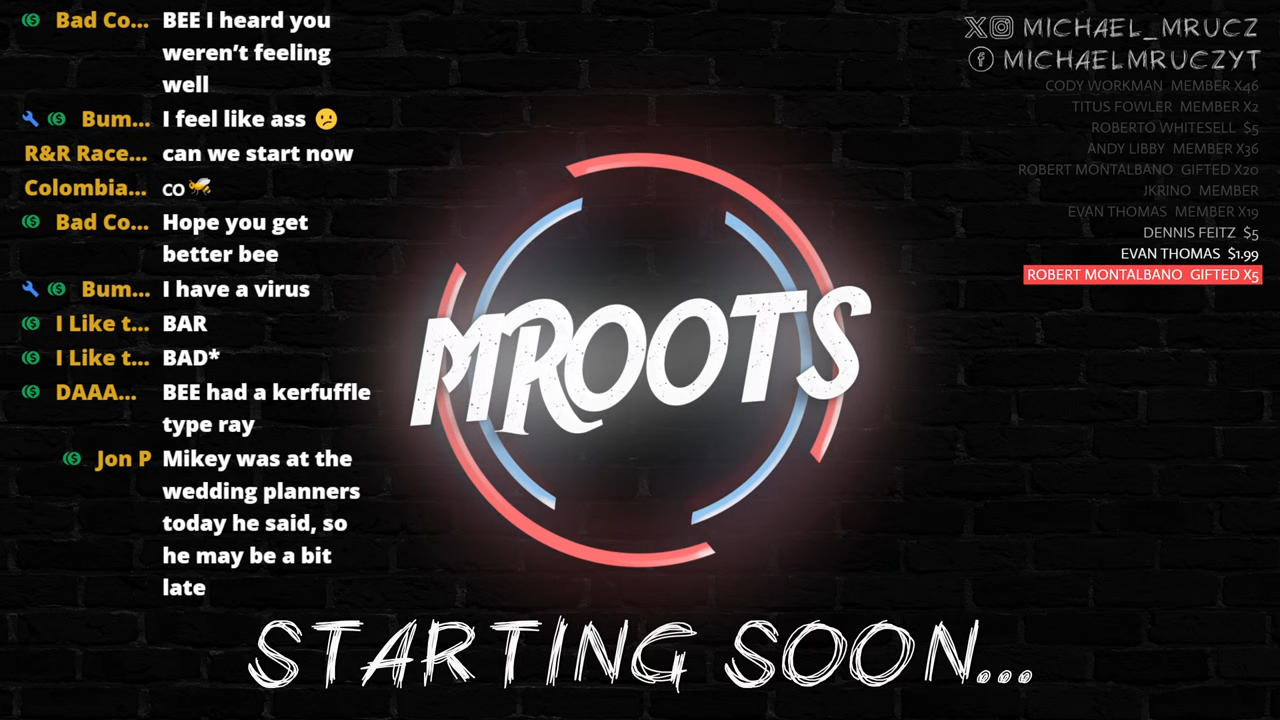 Bad Co... BEE I heard you
weren’t feeling
well
Bum... I feel like ass
R&R Race... can we start now
Colombia... co
Bad Co... Hope you get
better bee
Bum... I have a virus
I Like t... BAR
I Like t... BAD*
DAAA... BEE had a kerfuffle
type ray
Jon P Mikey was at the
wedding planners
today he said, so
he may be a bit
late
MICHAEL_MRUCZ
MICHAELMRUCZYT
CODY WORKMAN MEMBER X46
TITUS FOWLER MEMBER X2
ROBERTO WHITESELL $5
ANDY LIBBY MEMBER X36
ROBERT MONTALBANO GIFTED X20
JKRINO MEMBER
EVAN THOMAS MEMBER X19
DENNIS FEITZ $5
EVAN THOMAS $1.99
ROBERT MONTALBANO GIFTED X5
MROOTS
STARTING SOON...